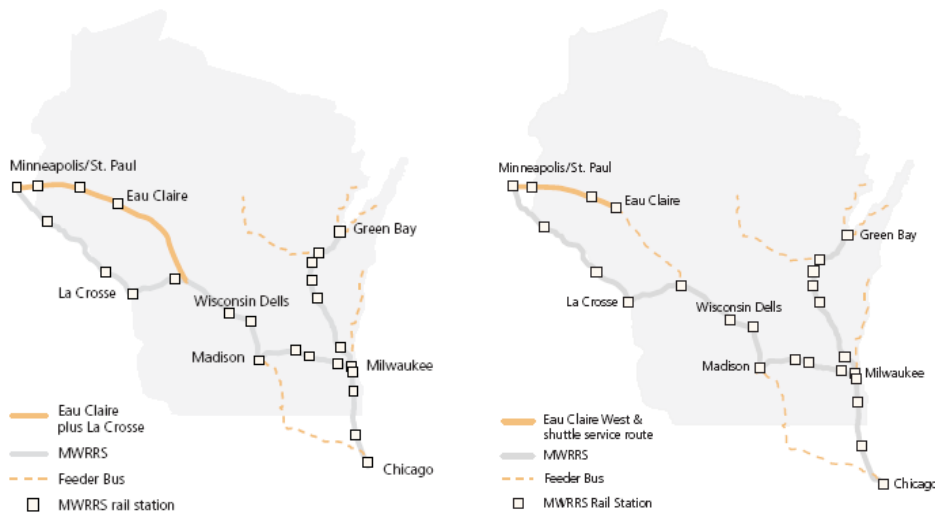 Minneapolis/St. Paul
Eau Claire
Green Bay
La Crosse
Wisconsin Dells
Madison
Milwaukee
Chicago
Eau Claire
plus La Crosse
MWRRS
Feeder Bus
MWRRS rail station
Minneapolis/St. Paul
Eau Claire
Green Bay
La Crosse
Wisconsin Dells
Madison
Milwaukee
Chicago
Eau Claire West &
shuttle service route
MWRRS
Feeder Bus
MWRRS Rail Station